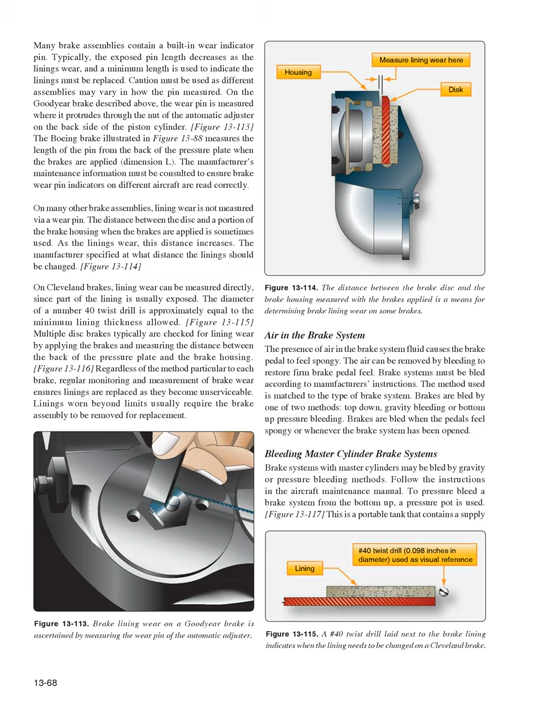 Many brake assemblies contain a built-in wear indicator
pin. Typically, the exposed pin length decreases as the
linings wear, and a minimum length is used to indicate the
linings must be replaced. Caution must be used as different
assemblies may vary in how the pin measured. On the
Goodyear brake described above, the wear pin is measured
where it protrudes through the nut of the automatic adjuster
on the back side of the piston cylinder. [Figure 13-113]
The Boeing brake illustrated in Figure 13-88 measures the
length of the pin from the back of the pressure plate when
the brakes are applied (dimension L). The manufacturer's
maintenance information must be consulted to ensure brake
wear pin indicators on different aircraft are read correctly.
On many other brake assemblies, lining wear is not measured
via a wear pin. The distance between the disc and a portion of
the brake housing when the brakes are applied is sometimes
used. As the linings wear, this distance increases. The
manufacturer specified at what distance the linings should
be changed. [Figure 13-114]
On Cleveland brakes, lining wear can be measured directly,
since part of the lining is usually exposed. The diameter
of a number 40 twist drill is approximately equal to the
minimum lining thickness allowed. [Figure 13-115]
Multiple disc brakes typically are checked for lining wear
by applying the brakes and measuring the distance between
the back of the pressure plate and the brake housing.
[Figure 13-116] Regardless of the method particular to each
brake, regular monitoring and measurement of brake wear
ensures linings are replaced as they become unserviceable.
Linings worn beyond limits usually require the brake
assembly to be removed for replacement.
Figure 13-113. Brake lining wear on a Goodyear brake is
ascertained by measuring the wear pin of the automatic adjuster.
Measure lining wear here
Housing
Disk
Figure 13-114. The distance between the brake disc and the
brake housing measured with the brakes applied is a means for
determining brake lining wear on some brakes.
Air in the Brake System
The presence of air in the brake system fluid causes the brake
pedal to feel spongy. The air can be removed by bleeding to
restore firm brake pedal feel. Brake systems must be bled
according to manufacturers' instructions. The method used
is matched to the type of brake system. Brakes are bled by
one of two methods: top down, gravity bleeding or bottom
up pressure bleeding. Brakes are bled when the pedals feel
spongy or whenever the brake system has been opened.
Bleeding Master Cylinder Brake Systems
Brake systems with master cylinders may be bled by gravity
or pressure bleeding methods. Follow the instructions
in the aircraft maintenance manual. To pressure bleed a
brake system from the bottom up, a pressure pot is used.
[Figure 13-117] This is a portable tank that contains a supply
#40 twist drill (0.098 inches in
diameter) used as visual reference
Lining
Figure 13-115. A #40 twist drill laid next to the brake lining
indicates when the lining needs to be changed on a Cleveland brake.
13-68